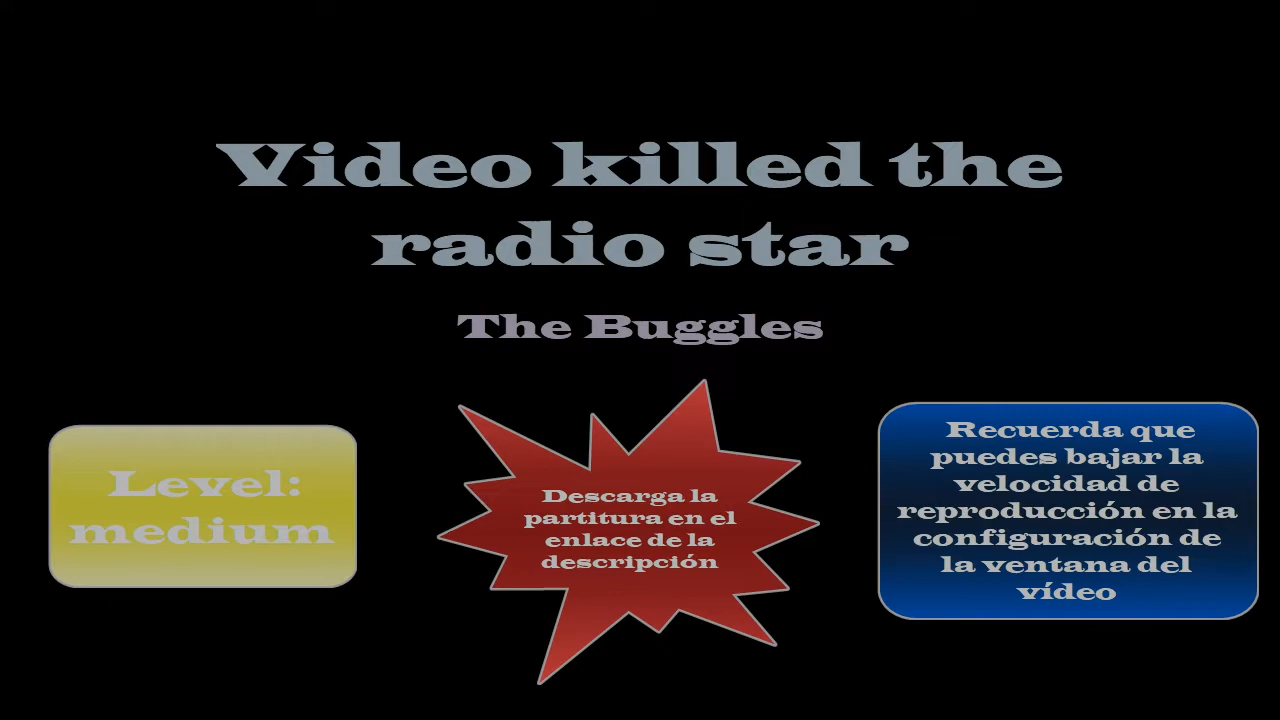 Video killed the
radio star
The Buggles
Level:
medium
Descarga la
partitura en el
enlace de la
descripción
Recuerda que
puedes bajar la
velocidad de
reproducción en la
configuración de
la ventana del
vídeo